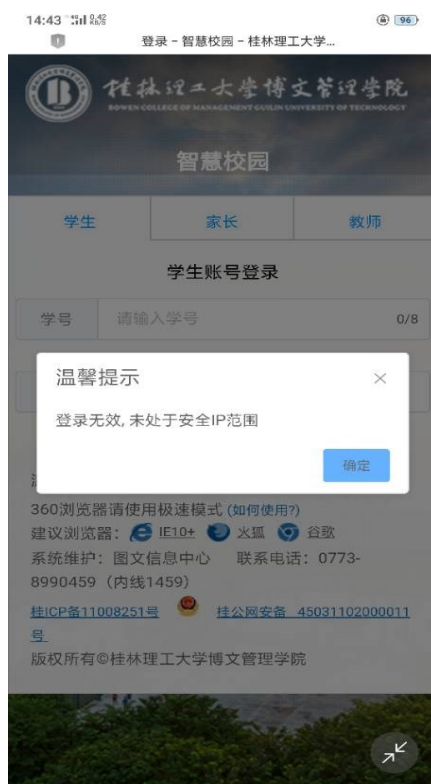 14:43
96
登录 – 智慧校园 – 桂林理工大学...
桂林理工大学博文管理学院
BOWEN COLLEGE OF MANAGEMENT GUILIN UNIVERSITY OF TECHNOLOGY
智慧校园
学生 家长 教师
学生账号登录
学号 请输入学号 0/8
温馨提示 ×
登录无效, 未处于安全IP范围
确定
360浏览器请使用极速模式 (如何使用?)
建议浏览器: IE10+ 火狐 谷歌
系统维护: 图文信息中心 联系电话: 0773-
8990459 (内线1459)
桂ICP备11008251号 桂公网安备 45031102000011
号
版权所有©桂林理工大学博文管理学院